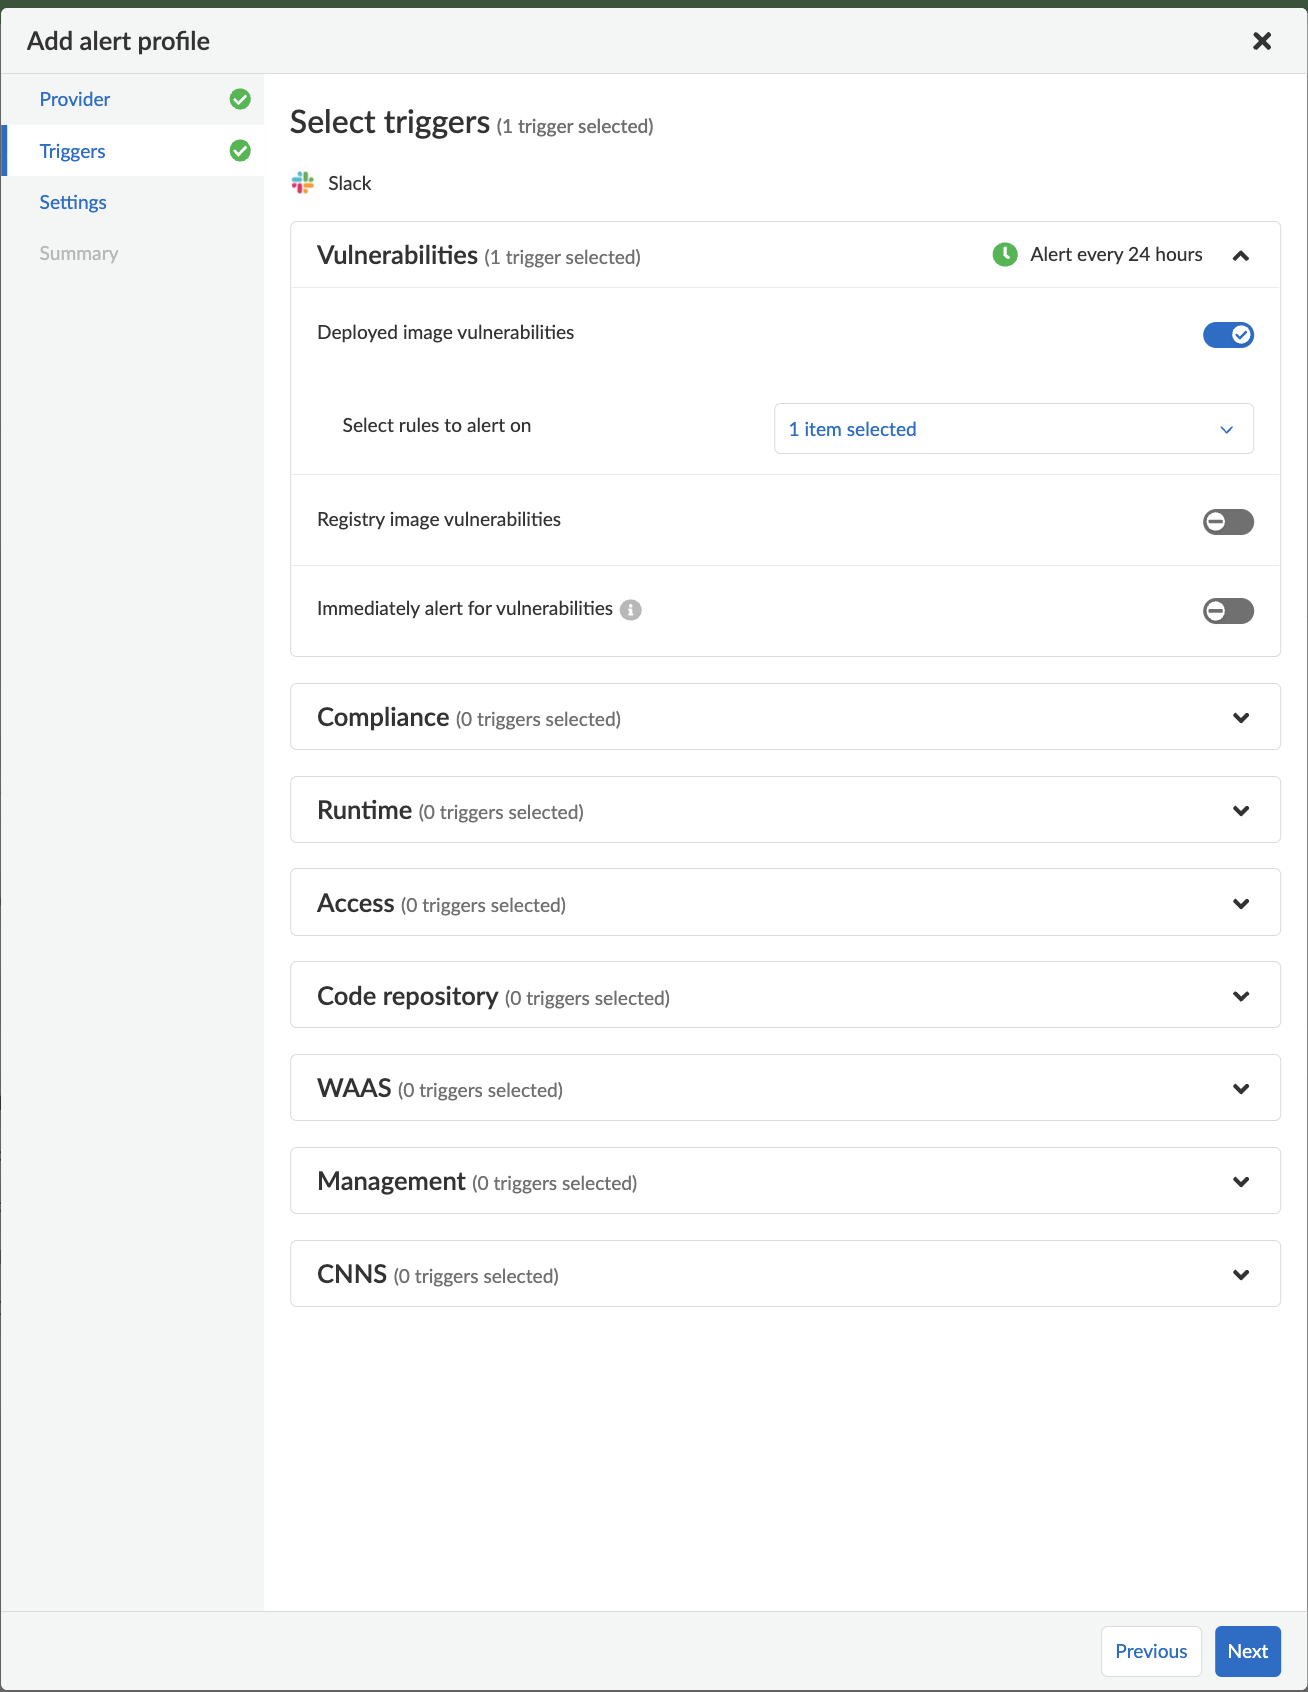 Add alert profile
Provider
Triggers
Settings
Summary
Select triggers (1 trigger selected)
Slack
Vulnerabilities (1 trigger selected)
Alert every 24 hours
Deployed image vulnerabilities
Select rules to alert on
1 item selected
Registry image vulnerabilities
Immediately alert for vulnerabilities
Compliance (0 triggers selected)
Runtime (0 triggers selected)
Access (0 triggers selected)
Code repository (0 triggers selected)
WAAS (0 triggers selected)
Management (0 triggers selected)
CNNS (0 triggers selected)
Previous
Next